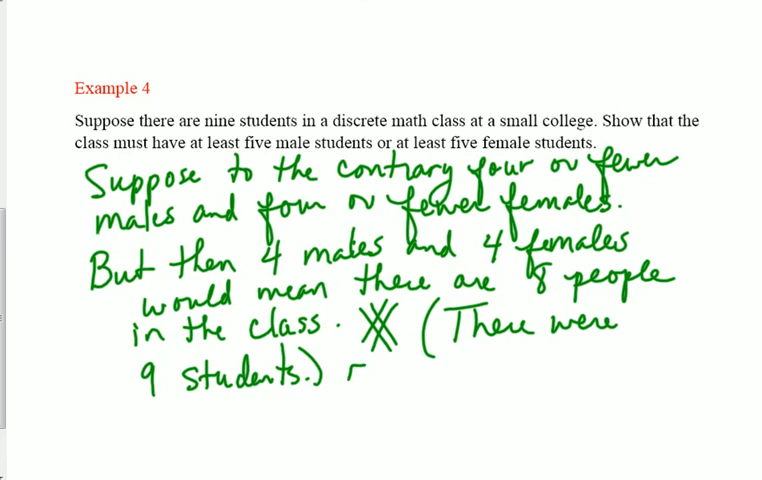 Example 4
Suppose there are nine students in a discrete math class at a small college. Show that the
class must have at least five male students or at least five female students.
Suppose to the contrary four or fewer
males and four or fewer females.
But then 4 males and 4 females
would mean there are 8 people
in the class. (There were
9 students.)